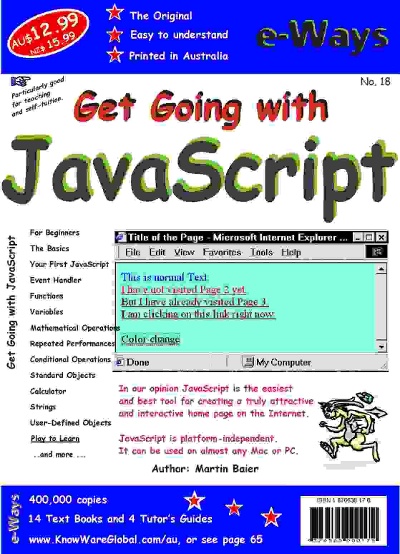 AU$12.99
NZ$ 15.99
The Original
Easy to understand
Printed in Australia
e-Ways
Particularly good
for teaching
and self-tuition.
No. 18
Get Going with
JavaScript
Get Going with JavaScript
For Beginners
The Basics
Your First JavaScript
Event Handler
Functions
Variables
Mathematical Operations
Repeated Performances
Conditional Operations
Standard Objects
Calculator
Strings
User-Defined Objects
Play to Learn
...and more ...
Title of the Page - Microsoft Internet Explorer ...
File Edit View Favorites Tools Help
This is normal Text.
I have not visited Page 2 yet.
But I have already visited Page 3.
I am clicking on this link right now.
Color change
Done
My Computer
In our opinion JavaScript is the easiest
and best tool for creating a truly attractive
and interactive home page on the Internet.
JavaScript is platform-independent.
It can be used on almost any Mac or PC.
Author: Martin Baier
e-Ways
400,000 copies
14 Text Books and 4 Tutor's Guides
www.KnowWareGlobal.com/au, or see page 65